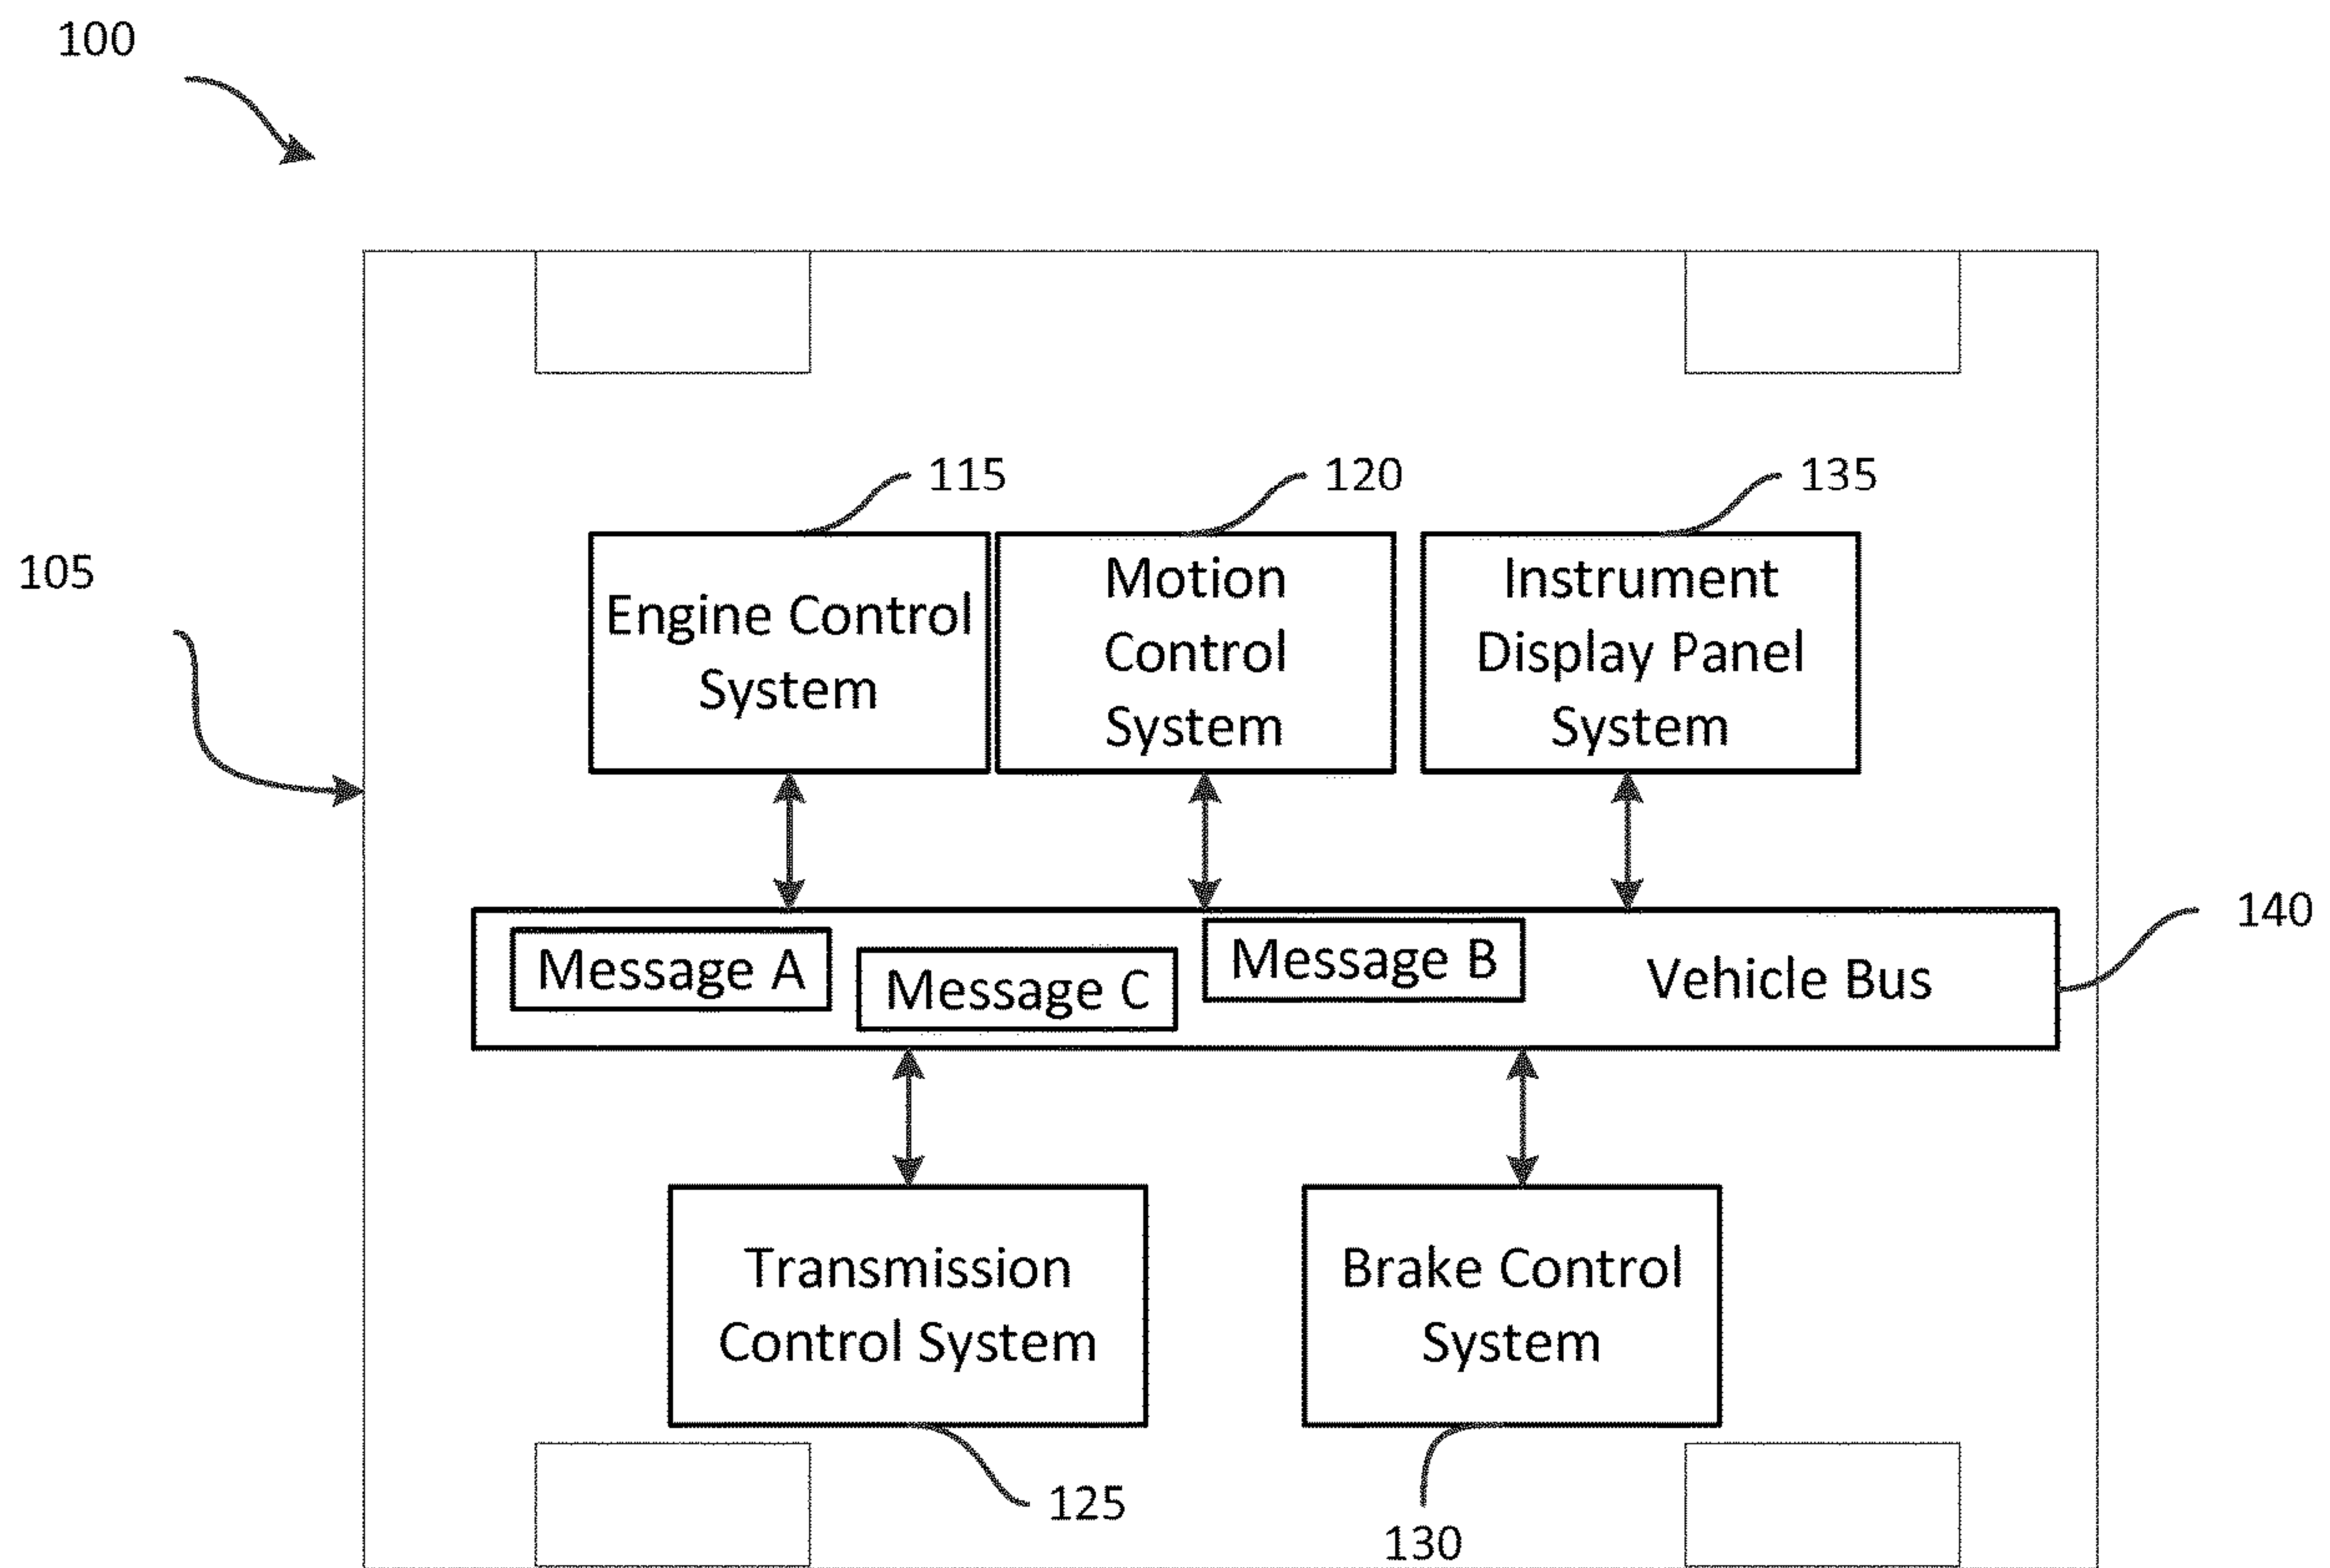 100
105
115
120
135
Engine Control
System
Motion
Control
System
Instrument
Display Panel
System
140
Message A
Message C
Message B
Vehicle Bus
Transmission
Control System
Brake Control
System
125
130